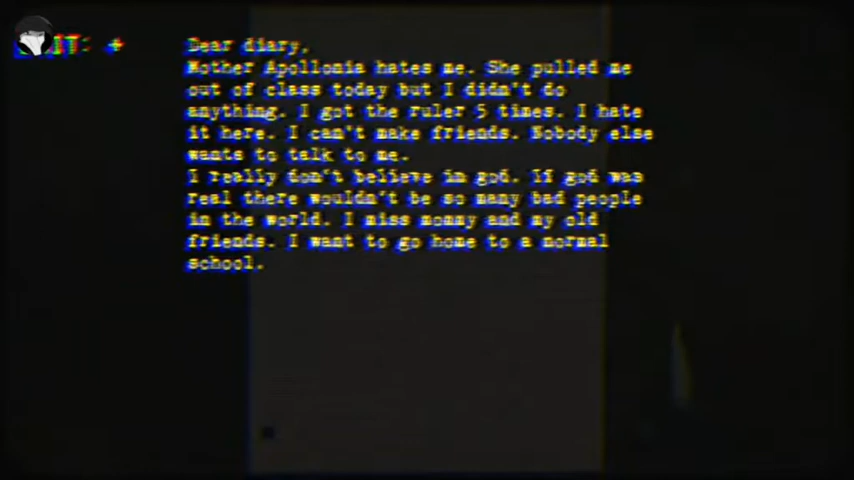 Dear diary,
Mother Apollonia hates me. She pulled me
out of class today but I didn't do
anything. I got the ruler 5 times. I hate
it here. I can't make friends. Nobody else
wants to talk to me.
I really don't believe in god. If god was
real there wouldn't be so many bad people
in the world. I miss mommy and my old
friends. I want to go home to a normal
school.